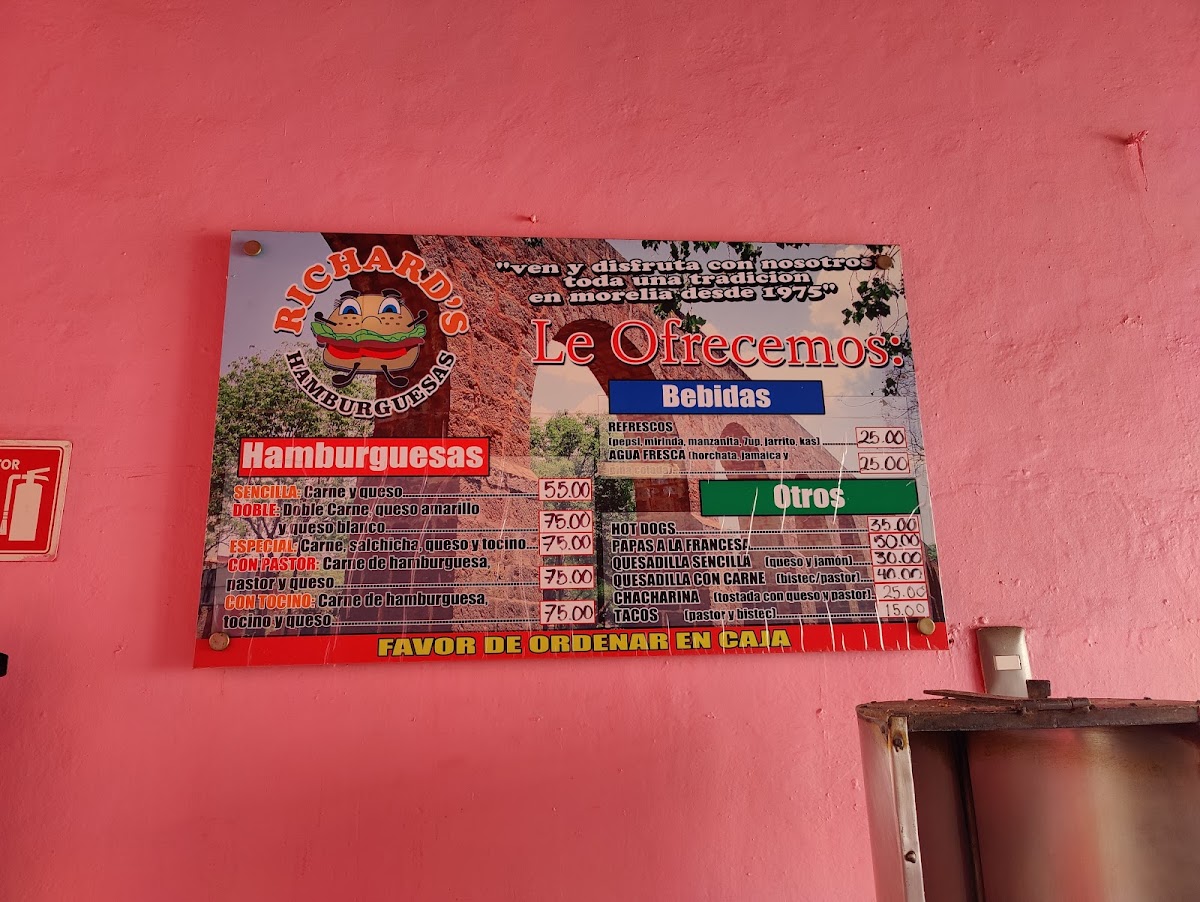 TOR
RICHARD'S
HAMBURGUESAS
"ven y disfruta con nosotros
toda una tradicion
en morelia desde 1975"
Le Ofrecemos:
Hamburguesas
SENCILLA: Carne y queso 55.00
DOBLE: Doble Carne, queso amarillo
y queso blanco 75.00
ESPECIAL: Carne, salchicha, queso y tocino 75.00
CON PASTOR: Carne de hamburguesa,
pastor y queso 75.00
CON TOCINO: Carne de hamburguesa,
tocino y queso 75.00
Bebidas
REFRESCOS
(pepsi, mirinda, manzanita, 7up, jarrito, kas) 25.00
AGUA FRESCA (horchata, jamaica y
25.00
Otros
HOT DOGS 35.00
PAPAS A LA FRANCESA 50.00
QUESADILLA SENCILLA (queso y jamon) 30.00
QUESADILLA CON CARNE (bistec/pastor) 40.00
CHACHARINA (tostada con queso y pastor) 25.00
TACOS (pastor y bistec) 15.00
FAVOR DE ORDENAR EN CAJA